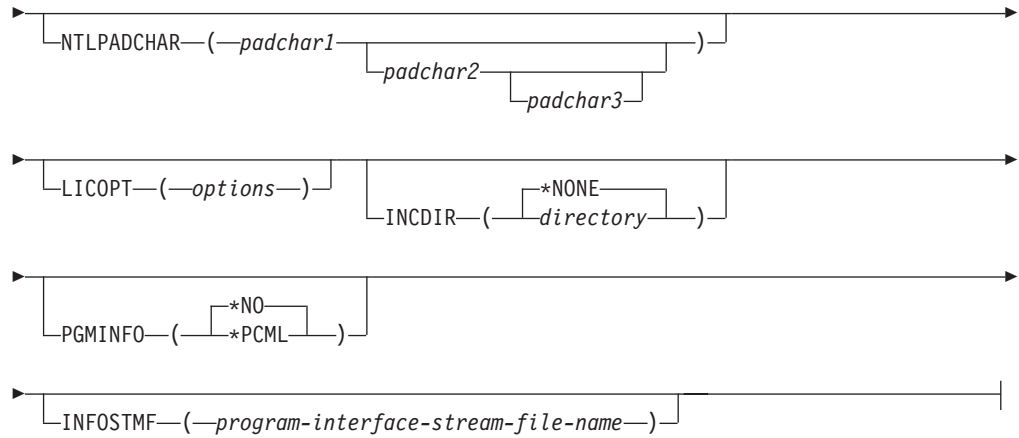 NTLPADCHAR ( padchar1 )
padchar2
padchar3
LICOPT ( options )
*NONE
INCDIR ( directory )
*NO
PGMINFO ( *PCML )
INFOSTMF ( program-interface-stream-file-name )